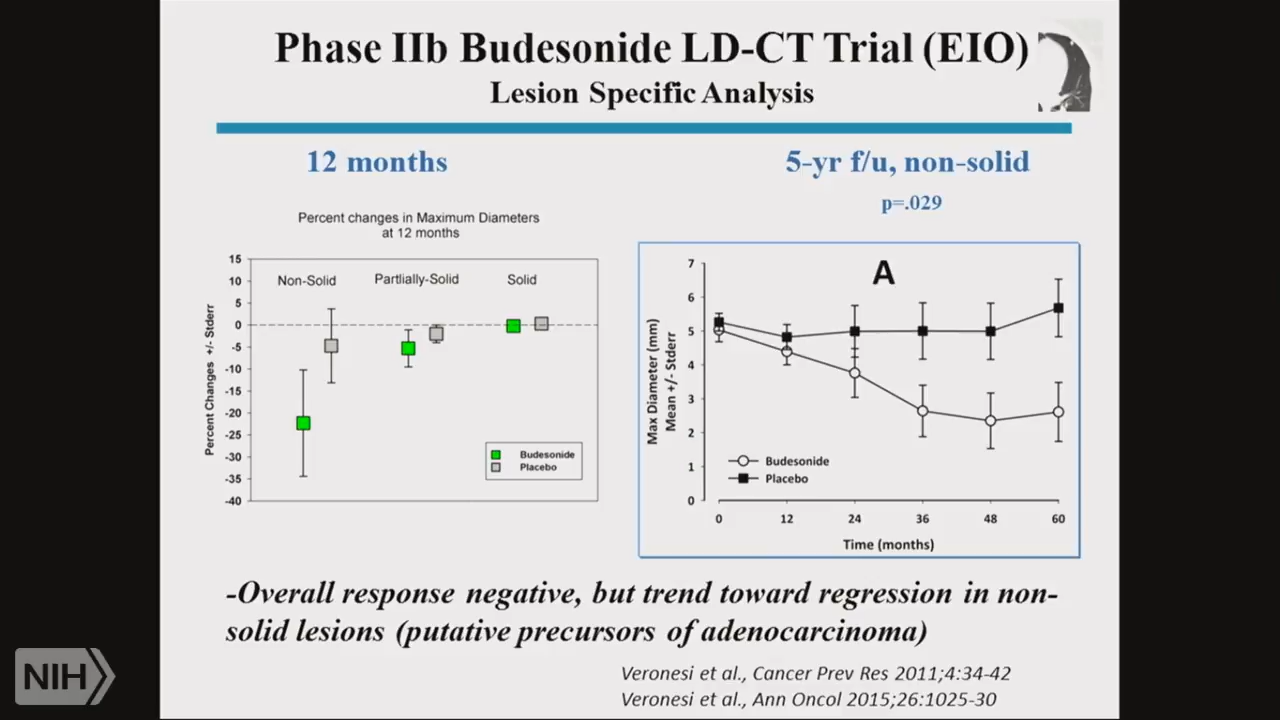 Phase IIb Budesonide LD-CT Trial (EIO)
Lesion Specific Analysis
12 months
Percent changes in Maximum Diameters
at 12 months
Percent Changes +/- Stderr
15
10
5
0
-5
-10
-15
-20
-25
-30
-35
-40
Non-Solid
Partlially-Solid
Solid
Budesonide
Placebo
5-yr f/u, non-solid
p=.029
A
Max Diameter (mm)
Mean +/- Stderr
7
6
5
4
3
2
1
0
Budesonide
Placebo
0 12 24 36 48 60
Time (months)
-Overall response negative, but trend toward regression in non-
solid lesions (putative precursors of adenocarcinoma)
Veronesi et al., Cancer Prev Res 2011;4:34-42
Veronesi et al., Ann Oncol 2015;26:1025-30
NIH